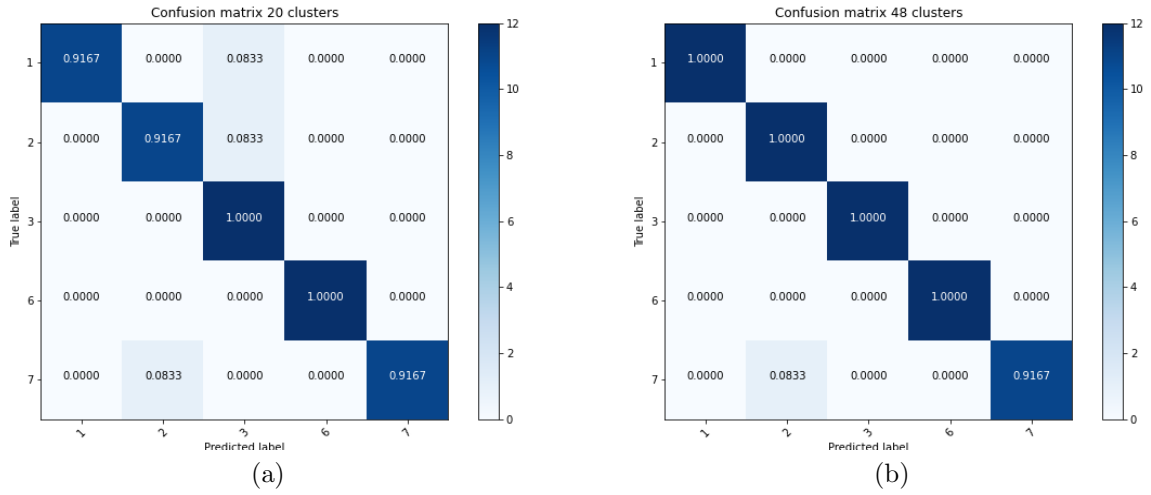 Confusion matrix 20 clusters
12
1 0.9167 0.0000 0.0833 0.0000 0.0000
10
2 0.0000 0.9167 0.0833 0.0000 0.0000
8
True label
3 0.0000 0.0000 1.0000 0.0000 0.0000
6
4
6 0.0000 0.0000 0.0000 1.0000 0.0000
2
7 0.0000 0.0833 0.0000 0.0000 0.9167
0
1 2 3 6 7
Predicted label
(a)
Confusion matrix 48 clusters
12
1 1.0000 0.0000 0.0000 0.0000 0.0000
10
2 0.0000 1.0000 0.0000 0.0000 0.0000
8
True label
3 0.0000 0.0000 1.0000 0.0000 0.0000
6
4
6 0.0000 0.0000 0.0000 1.0000 0.0000
2
7 0.0000 0.0833 0.0000 0.0000 0.9167
0
1 2 3 6 7
Predicted label
(b)